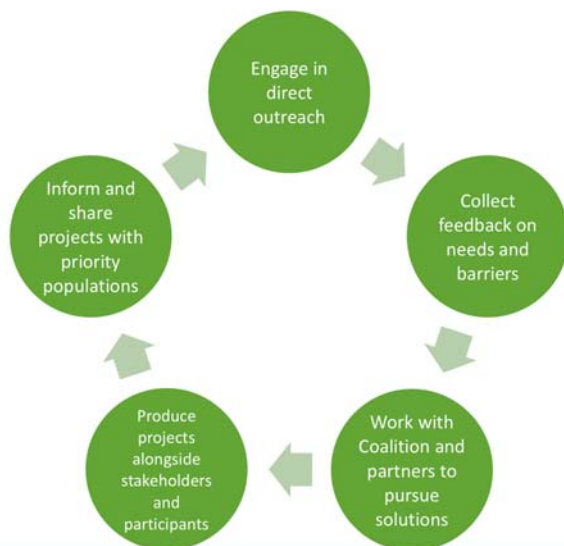 Engage in
direct
outreach
Collect
feedback on
needs and
barriers
Work with
Coalition and
partners to
pursue
solutions
Produce
projects
alongside
stakeholders
and
participants
Inform and
share
projects with
priority
populations